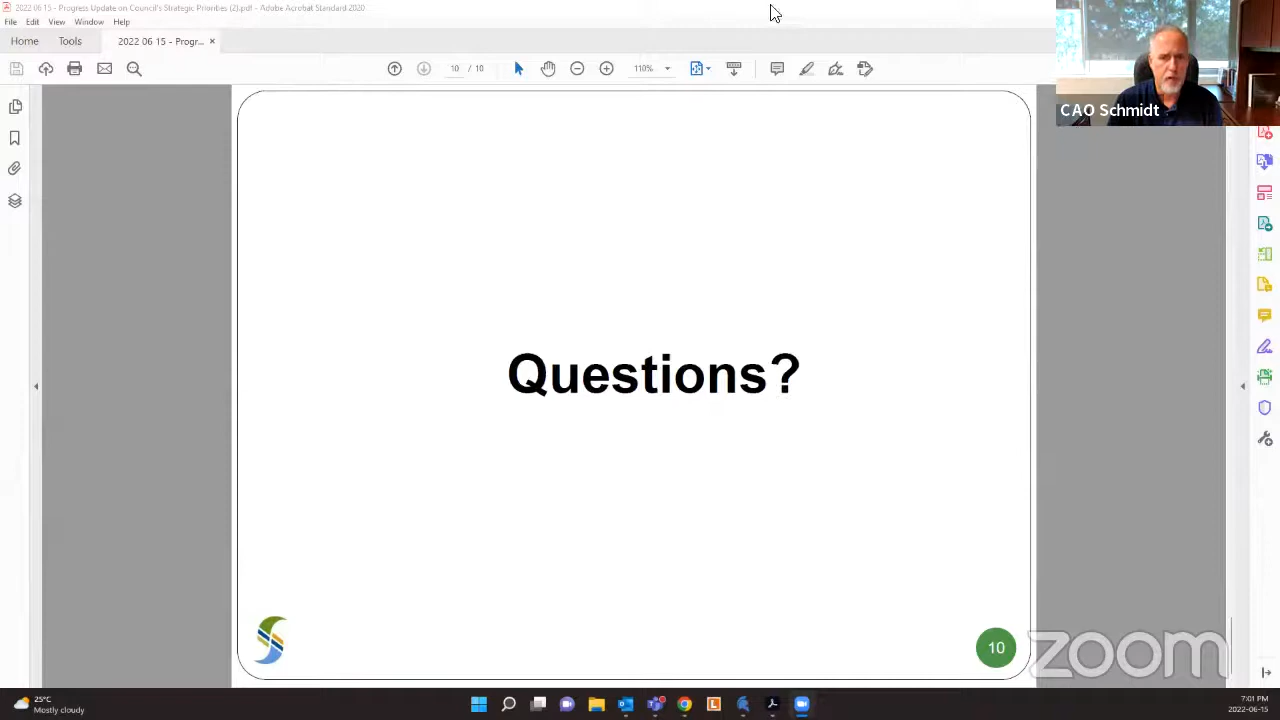 2022 06 15 - Progress Update on Council's Strategic Priorities (2).pdf - Adobe Acrobat Standard-2020
File Edit View Window Help
Home Tools 2022 06 15 - Progr... ×
10 10 110%
CAO Schmidt
Questions?
10
zoom
25°C
Mostly cloudy
7:01 PM
2022-06-15